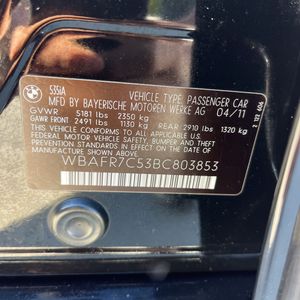 BMW
535iA
VEHICLE TYPE PASSENGER CAR
MFD BY BAYERISCHE MOTOREN WERKE AG 04/11
GVWR 5181 lbs 2350 kg
GAWR FRONT 2491 lbs 1130 kg REAR 2910 lbs 1320 kg
THIS VEHICLE CONFORMS TO ALL APPLICABLE
FEDERAL MOTOR VEHICLE SAFETY, BUMPER,
AND THEFT PREVENTION STANDARDS IN EFFECT
ON THE DATE OF MANUFACTURE SHOWN ABOVE.
WBAFR7C53BC803853